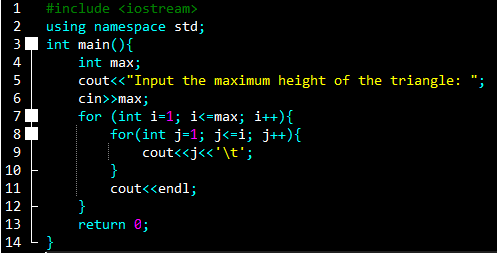 1 #include <iostream>
2 using namespace std;
3 int main(){
4 int max;
5 cout<<"Input the maximum height of the triangle: ";
6 cin>>max;
7 for (int i=1; i<=max; i++){
8 for(int j=1; j<=i; j++){
9 cout<<j<<'\t';
10 }
11 cout<<endl;
12 }
13 return 0;
14 }